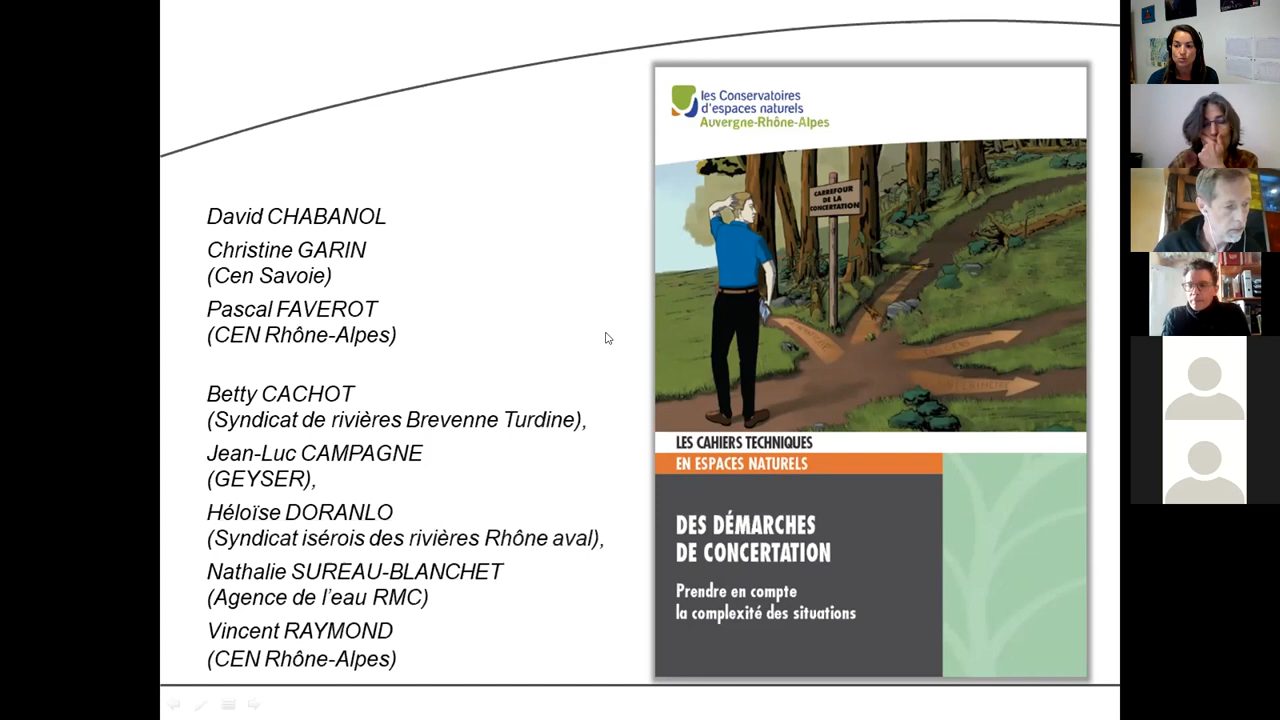 David CHABANOL
Christine GARIN
(Cen Savoie)
Pascal FAVEROT
(CEN Rhône-Alpes)
Betty CACHOT
(Syndicat de rivières Brevenne Turdine),
Jean-Luc CAMPAGNE
(GEYSER),
Héloïse DORANLO
(Syndicat isérois des rivières Rhône aval),
Nathalie SUREAU-BLANCHET
(Agence de l'eau RMC)
Vincent RAYMOND
(CEN Rhône-Alpes)
les Conservatoires
d'espaces naturels
Auvergne-Rhône-Alpes
CARREFOUR
DE LA
CONCERTATION
LES CAHIERS TECHNIQUES
EN ESPACES NATURELS
DES DÉMARCHES
DE CONCERTATION
Prendre en compte
la complexité des situations